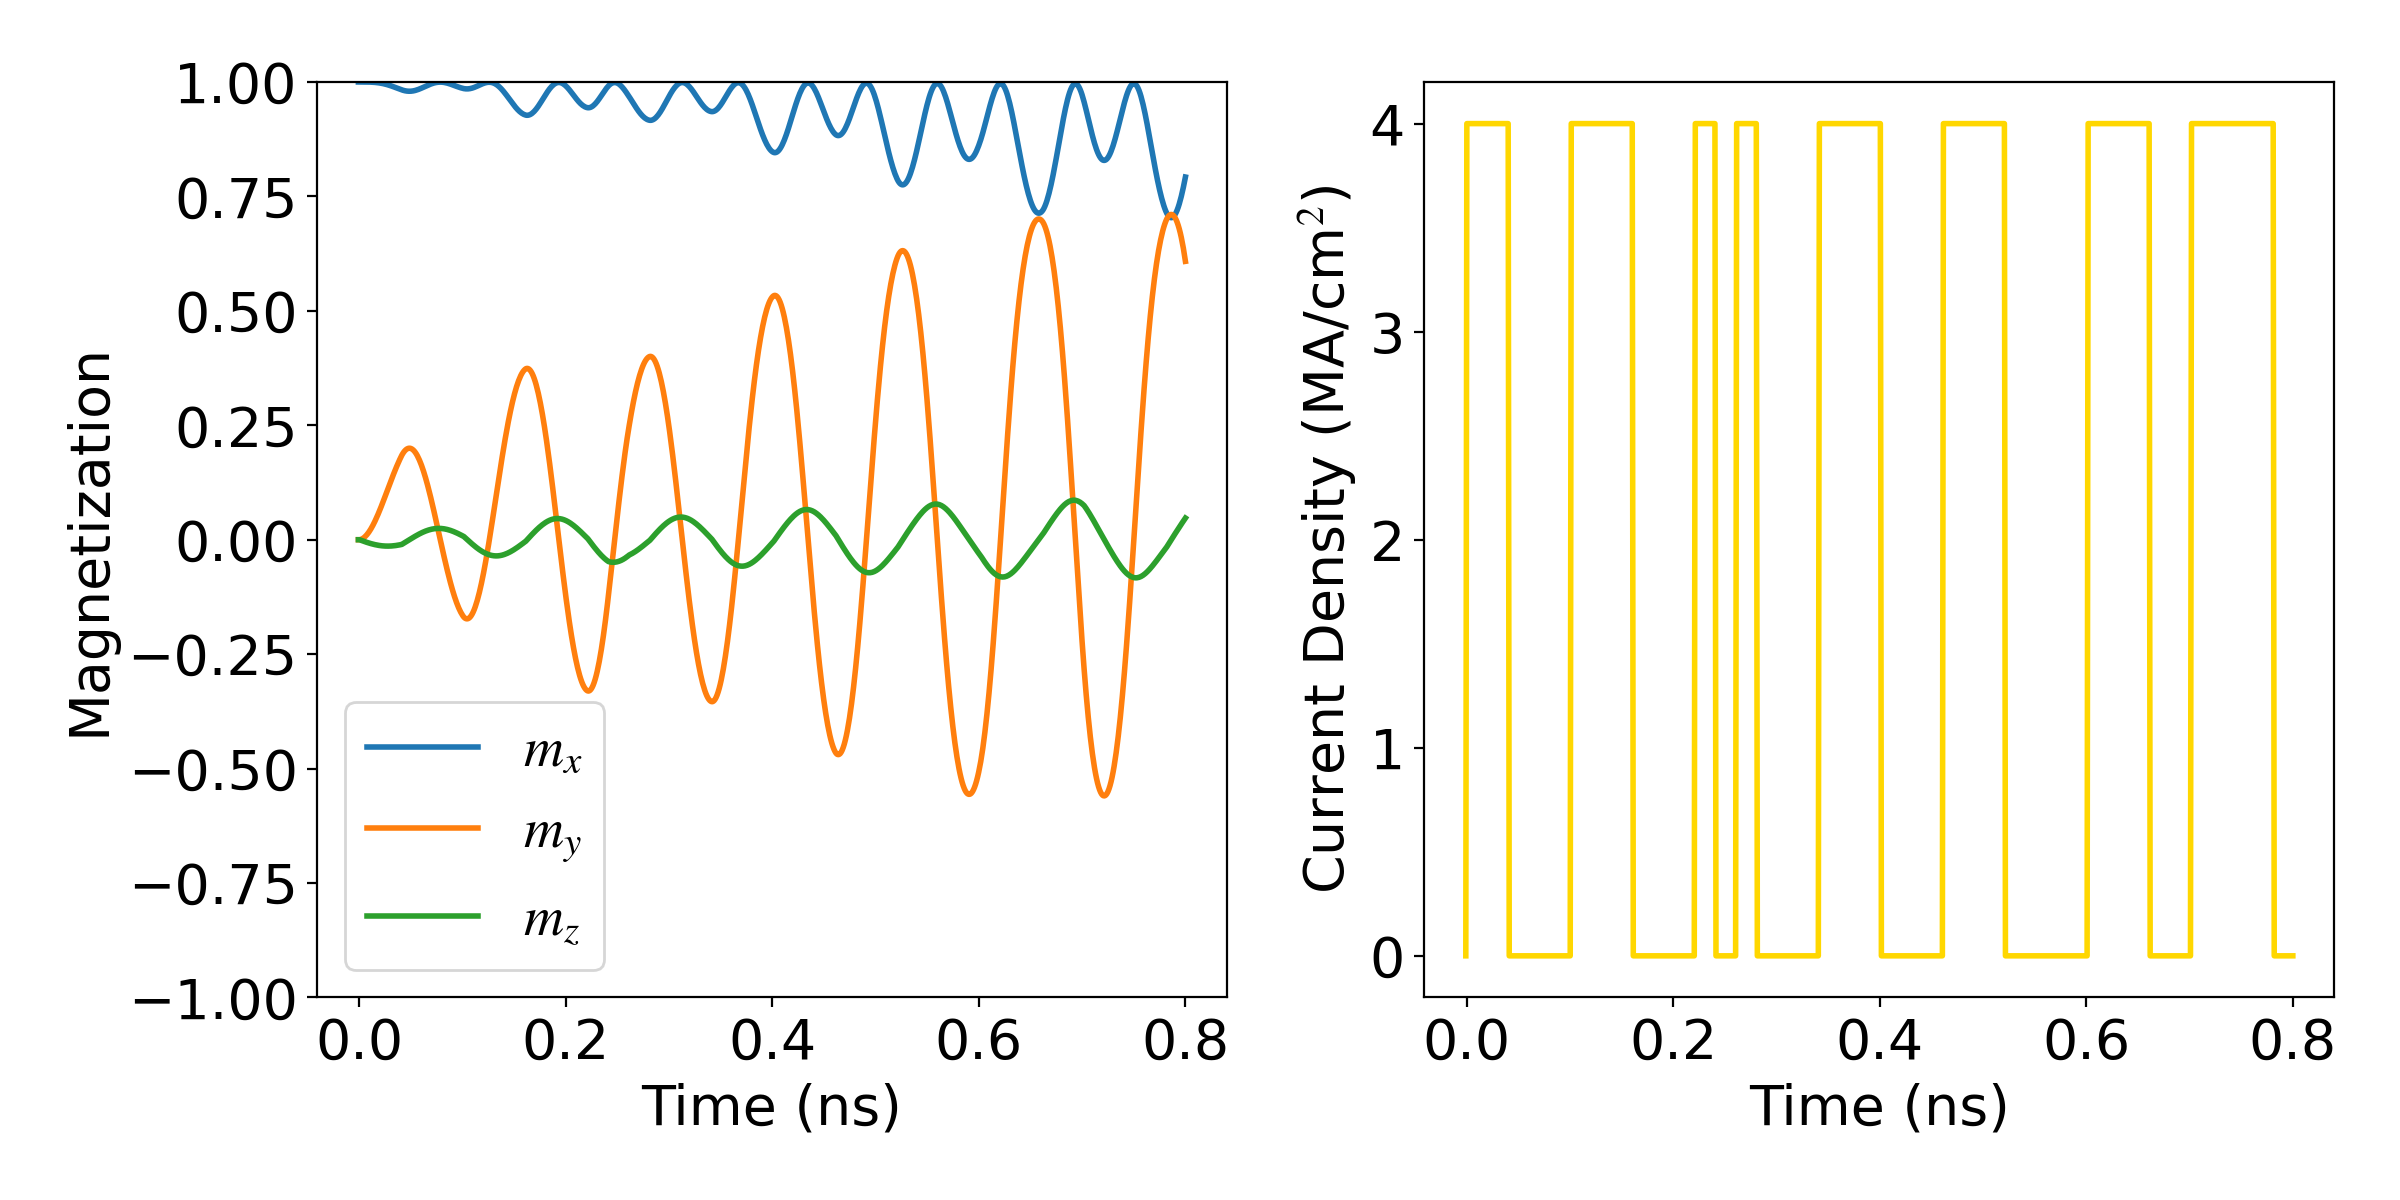 1.00
0.75
0.50
0.25
0.00
−0.25
−0.50
−0.75
−1.00
Magnetization
m_x
m_y
m_z
0.0 0.2 0.4 0.6 0.8
Time (ns)
4
3
2
1
0
Current Density (MA/cm²)
0.0 0.2 0.4 0.6 0.8
Time (ns)